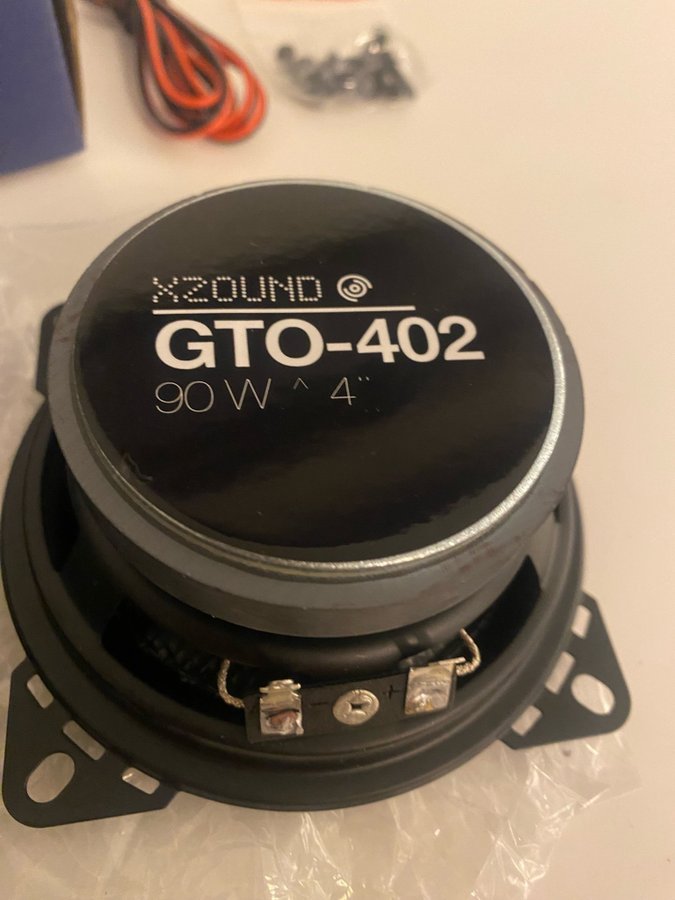 XZOUND
GTO-402
90 W ^ 4¨
- +